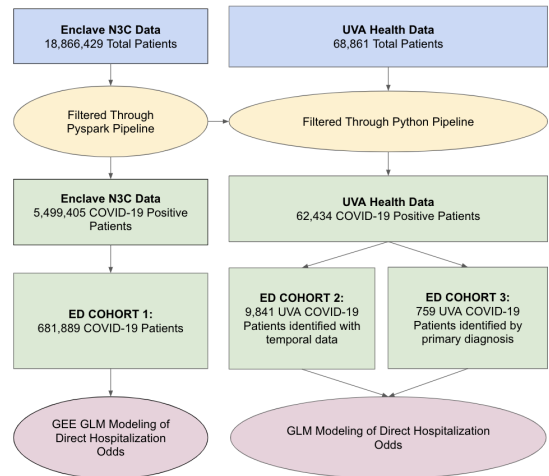 Enclave N3C Data
18,866,429 Total Patients
UVA Health Data
68,861 Total Patients
Filtered Through
Pyspark Pipeline
Filtered Through Python Pipeline
Enclave N3C Data
5,499,405 COVID-19 Positive
Patients
UVA Health Data
62,434 COVID-19 Positive Patients
ED COHORT 1:
681,889 COVID-19 Patients
ED COHORT 2:
9,841 UVA COVID-19
Patients identified with
temporal data
ED COHORT 3:
759 UVA COVID-19
Patients identified by
primary diagnosis
GEE GLM Modeling of
Direct Hospitalization
Odds
GLM Modeling of Direct Hospitalization
Odds